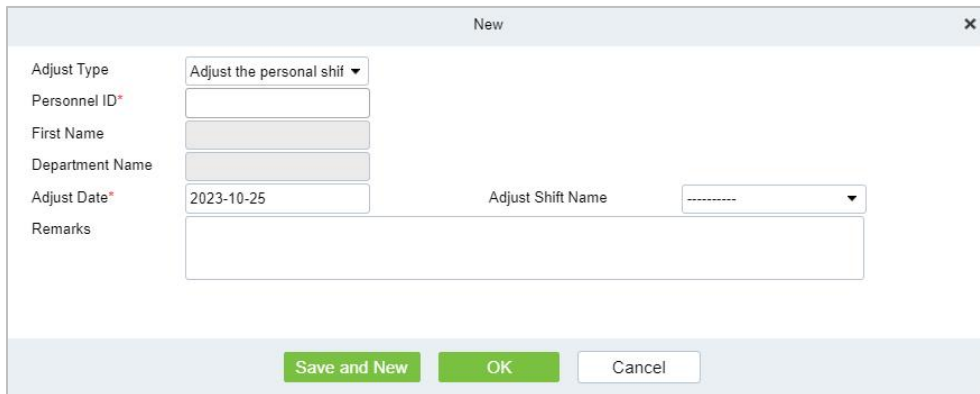 New
Adjust Type Adjust the personal shif
Personnel ID*
First Name
Department Name
Adjust Date* 2023-10-25 Adjust Shift Name ----------
Remarks
Save and New OK Cancel